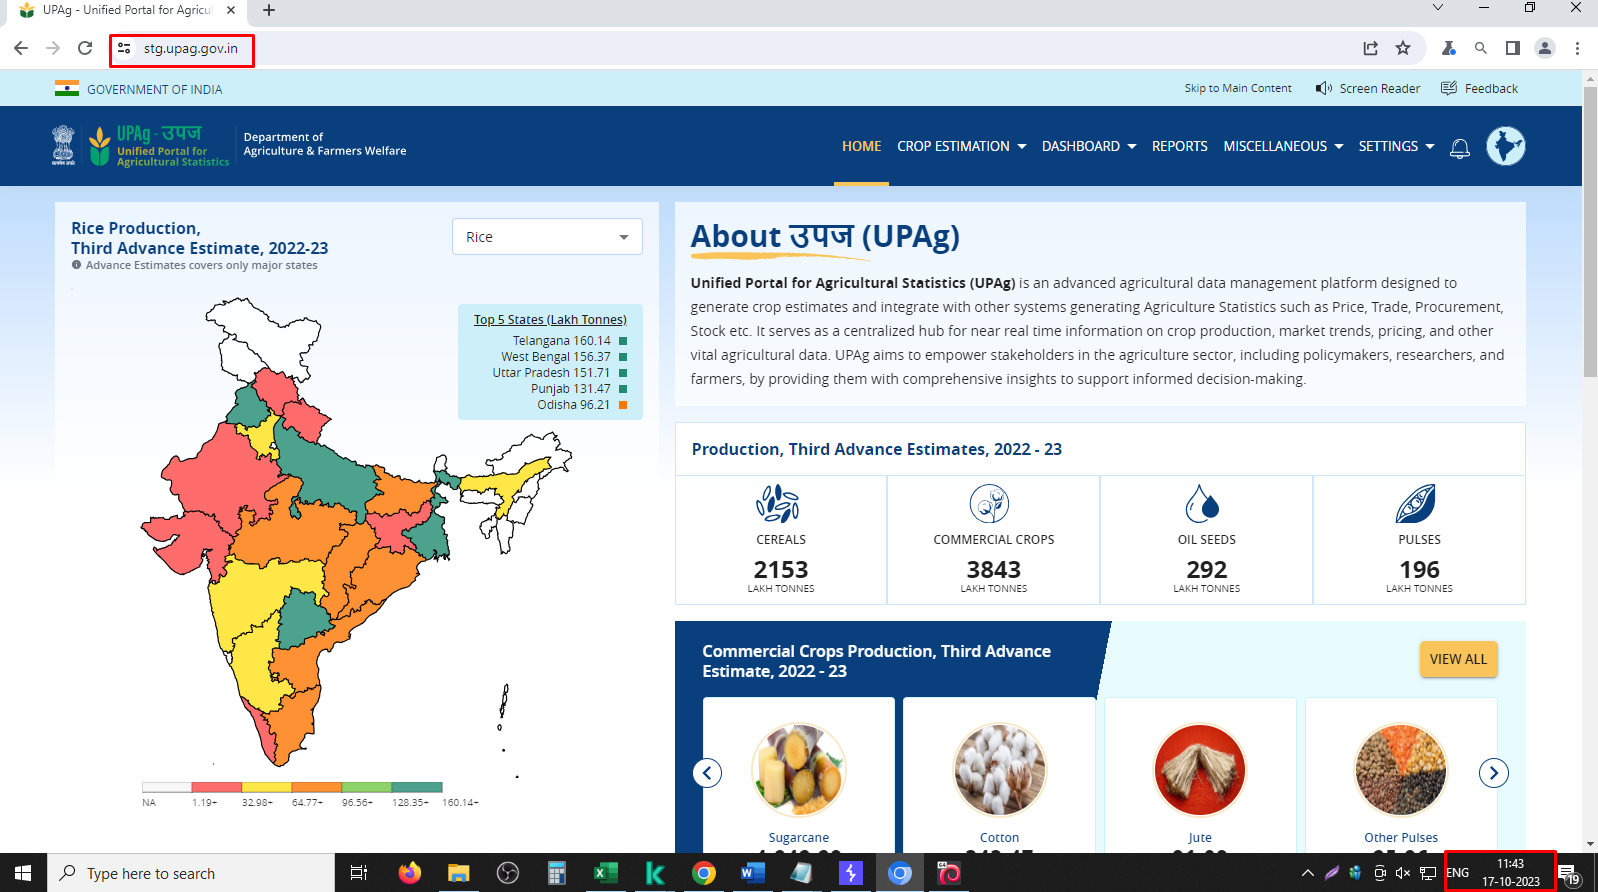 UPAg – Unified Portal for Agricul
stg.upag.gov.in
GOVERNMENT OF INDIA
Skip to Main Content
Screen Reader
Feedback
UPAg - उपज
Unified Portal for
Agricultural Statistics
Department of
Agriculture & Farmers Welfare
HOME
CROP ESTIMATION
DASHBOARD
REPORTS
MISCELLANEOUS
SETTINGS
Rice Production,
Third Advance Estimate, 2022-23
Advance Estimates covers only major states
Rice
Top 5 States (Lakh Tonnes)
Telangana 160.14
West Bengal 156.37
Uttar Pradesh 151.71
Punjab 131.47
Odisha 96.21
NA
1.19+
32.98+
64.77+
96.56+
128.35+
160.14+
About उपज (UPAg)
Unified Portal for Agricultural Statistics (UPAg) is an advanced agricultural data management platform designed to
generate crop estimates and integrate with other systems generating Agriculture Statistics such as Price, Trade, Procurement,
Stock etc. It serves as a centralized hub for near real time information on crop production, market trends, pricing, and other
vital agricultural data. UPAg aims to empower stakeholders in the agriculture sector, including policymakers, researchers, and
farmers, by providing them with comprehensive insights to support informed decision-making.
Production, Third Advance Estimates, 2022 - 23
CEREALS
2153
LAKH TONNES
COMMERCIAL CROPS
3843
LAKH TONNES
OIL SEEDS
292
LAKH TONNES
PULSES
196
LAKH TONNES
Commercial Crops Production, Third Advance
Estimate, 2022 - 23
VIEW ALL
Sugarcane
Cotton
Jute
Other Pulses
Type here to search
64
ENG
11:43
17-10-2023
19